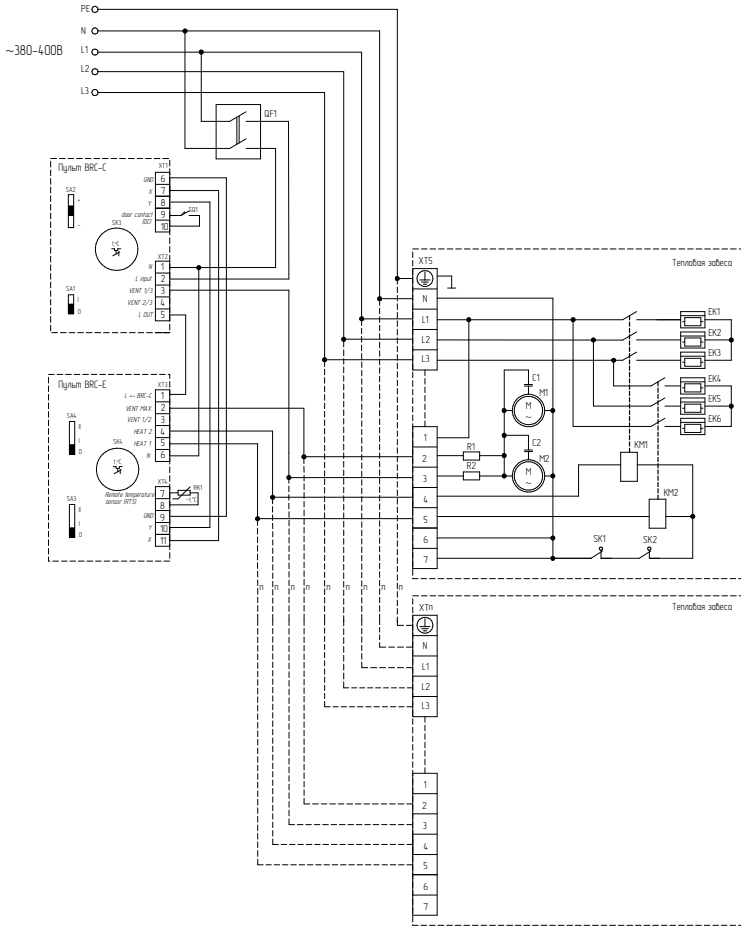 PE
N
~380-400В
L1
L2
L3
QF1
Пульт BRC-C
XT1
SA2
+
-
GND 6
X 7
Y 8
door contact (DC) 9
10
SQ1
SK3
t°C
XT2
N 1
L input 2
VENT 1/3 3
VENT 2/3 4
L OUT 5
SA1
I
0
Пульт BRC-E
XT3
L <- BRC-C 1
VENT MAX 2
VENT 1/2 3
HEAT 2 4
HEAT 1 5
N 6
SA4
II
I
0
SK4
t°C
XT4
Remote temperature sensor (RTS) 7
8
RK1
-t°C
GND 9
Y 10
X 11
SA3
II
I
0
XT5
Тепловая завеса
N
L1
L2
L3
EK1
EK2
EK3
EK4
EK5
EK6
C1
M1
M
~
C2
M2
M
~
R1
R2
KM1
KM2
SK1
SK2
1
2
3
4
5
6
7
n n n n n n n n n
XTn
Тепловая завеса
N
L1
L2
L3
1
2
3
4
5
6
7